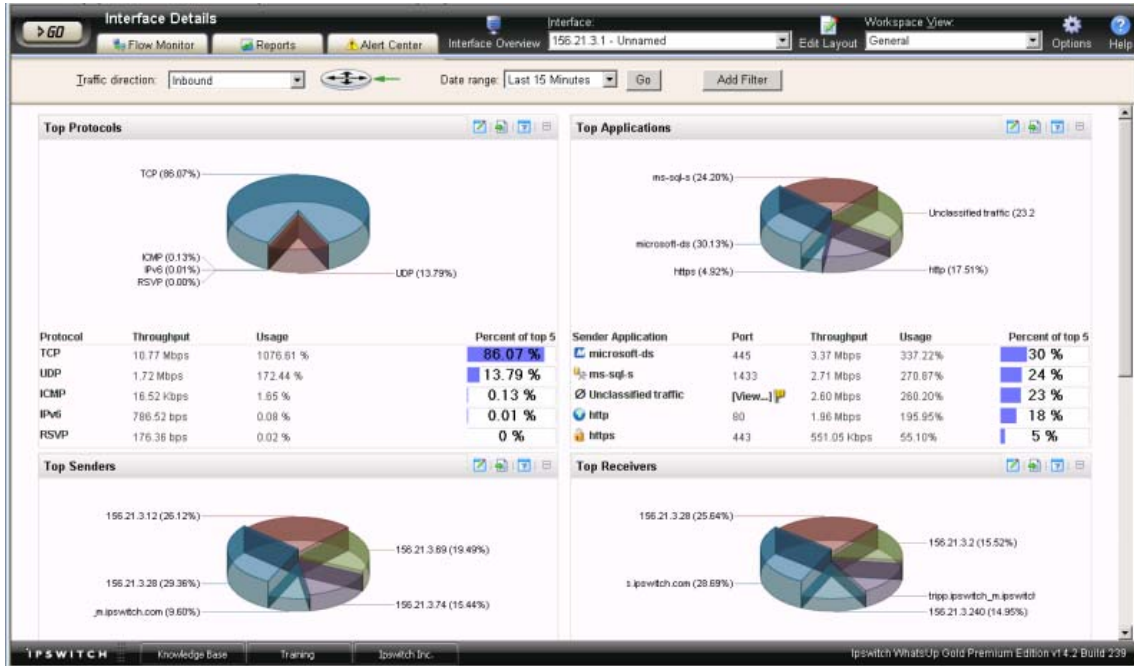 > GO
Interface Details
Flow Monitor
Reports
Alert Center
Interface Overview
Interface:
156.21.3.1 - Unnamed
Edit Layout
Workspace View:
General
Options
Help
Traffic direction: Inbound
Date range: Last 15 Minutes
Go
Add Filter
Top Protocols
TCP (86.07%)
ICMP (0.13%)
IPv6 (0.01%)
RSVP (0.00%)
UDP (13.79%)
Protocol Throughput Usage Percent of top 5
TCP 10.77 Mbps 1076.61 % 86.07 %
UDP 1.72 Mbps 172.44 % 13.79 %
ICMP 16.52 Kbps 1.65 % 0.13 %
IPv6 786.52 bps 0.08 % 0.01 %
RSVP 176.36 bps 0.02 % 0 %
Top Applications
ms-sql-s (24.20%)
Unclassified traffic (23.2
microsoft-ds (30.13%)
https (4.92%)
http (17.51%)
Sender Application Port Throughput Usage Percent of top 5
microsoft-ds 445 3.37 Mbps 337.22% 30 %
ms-sql-s 1433 2.71 Mbps 270.87% 24 %
Unclassified traffic [View...] 2.60 Mbps 260.20% 23 %
http 80 1.96 Mbps 195.95% 18 %
https 443 551.05 Kbps 55.10% 5 %
Top Senders
156.21.3.12 (26.12%)
156.21.3.69 (19.49%)
156.21.3.28 (29.36%)
_m.ipswitch.com (9.60%)
156.21.3.74 (15.44%)
Top Receivers
156.21.3.28 (25.64%)
156.21.3.2 (15.52%)
s.ipswitch.com (28.69%)
tripp.ipswitch_m.ipswitch
156.21.3.240 (14.95%)
IPSWITCH
Knowledge Base
Training
Ipswitch Inc.
Ipswitch WhatsUp Gold Premium Edition v14.2 Build 239